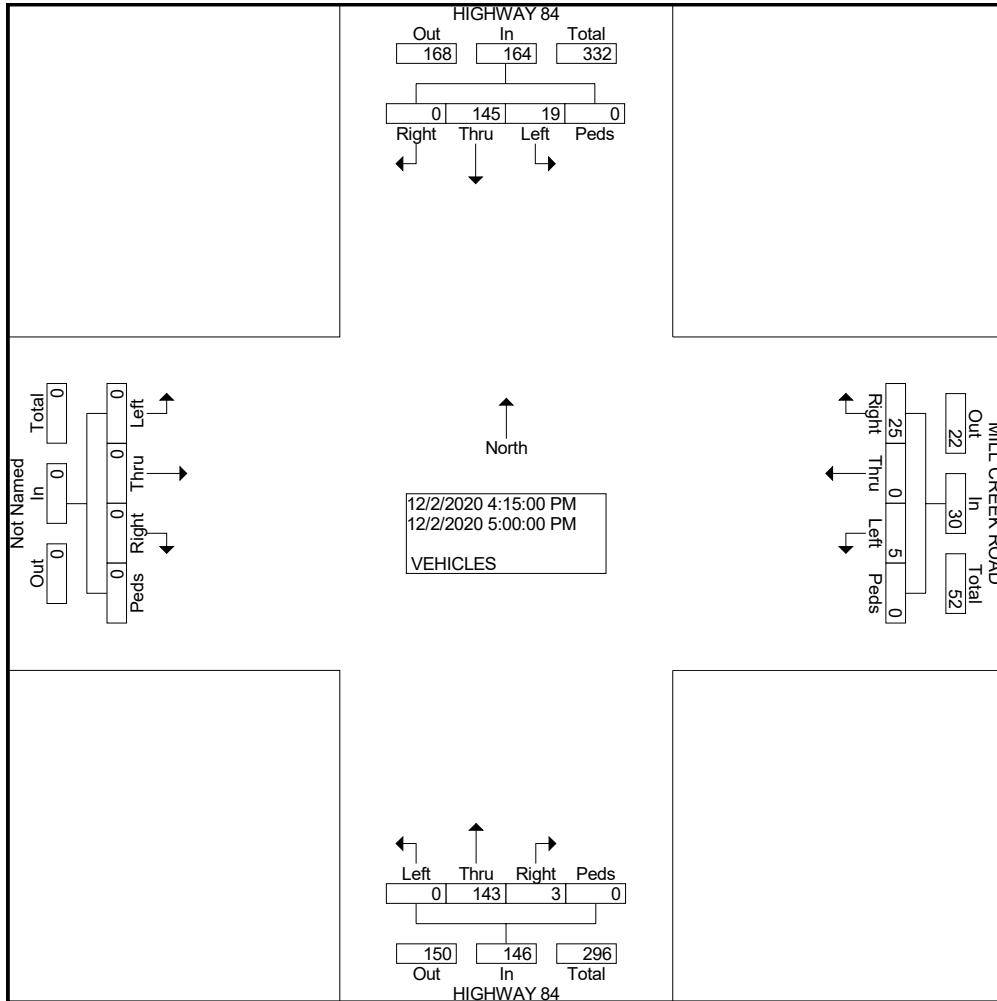 HIGHWAY 84
Out In Total
168 164 332
0 145 19 0
Right Thru Left Peds
Not Named
Total In Out
0 0 0
0 0 0 0
Left Thru Right Peds
North
12/2/2020 4:15:00 PM
12/2/2020 5:00:00 PM
VEHICLES
MILL CREEK ROAD
Out In Total
22 30 52
25 0 5 0
Right Thru Left Peds
Left Thru Right Peds
0 143 3 0
150 146 296
Out In Total
HIGHWAY 84